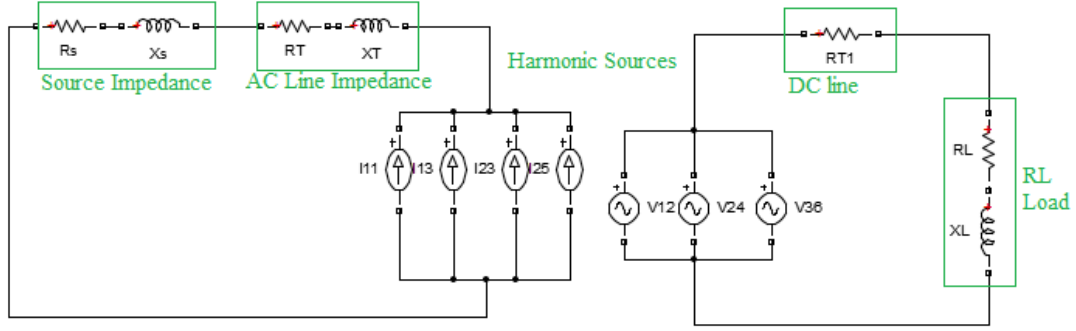 Rs
Xs
RT
XT
Source Impedance
AC Line Impedance
Harmonic Sources
RT1
DC line
I11
I13
I23
I25
V12
V24
V36
RL
XL
RL
Load